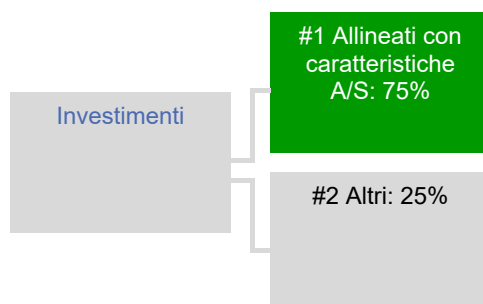 #1 Allineati con
caratteristiche
A/S: 75%
Investimenti
#2 Altri: 25%